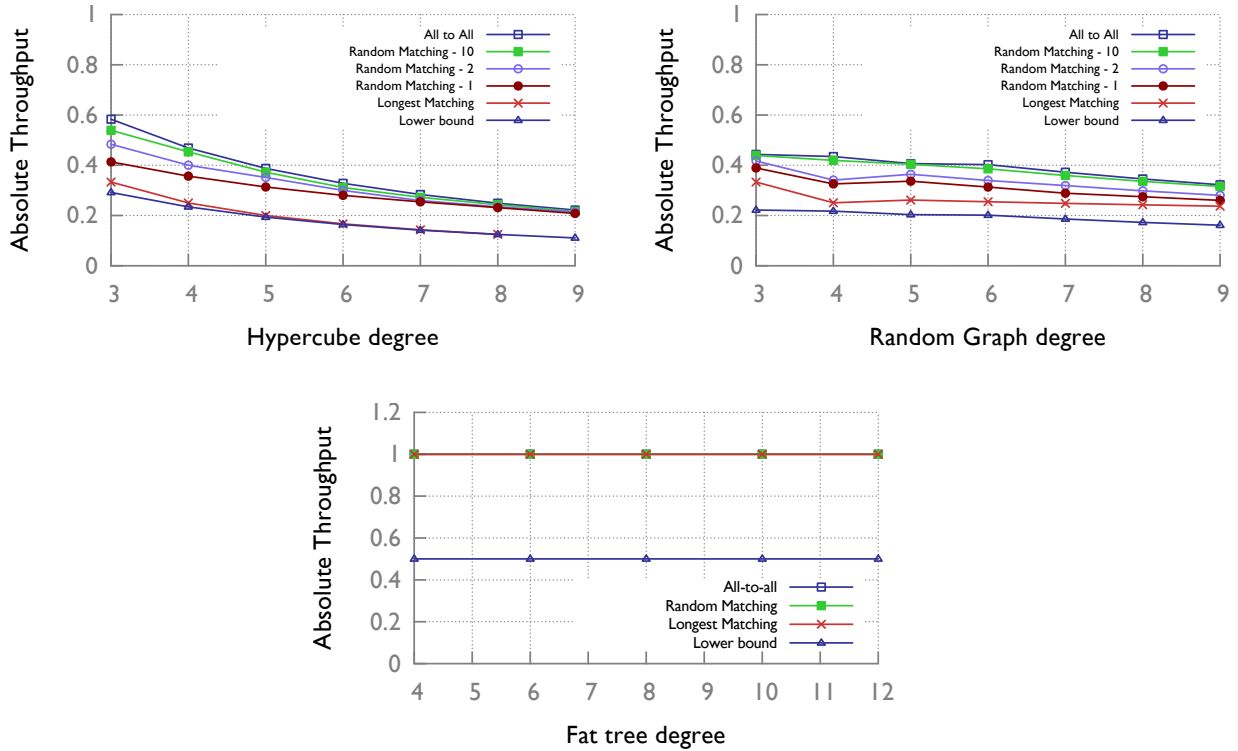 Absolute Throughput
1
0.8
0.6
0.4
0.2
0
3 4 5 6 7 8 9
Hypercube degree
All to All
Random Matching - 10
Random Matching - 2
Random Matching - 1
Longest Matching
Lower bound
Absolute Throughput
1
0.8
0.6
0.4
0.2
0
3 4 5 6 7 8 9
Random Graph degree
All to All
Random Matching - 10
Random Matching - 2
Random Matching - 1
Longest Matching
Lower bound
Absolute Throughput
1.2
1
0.8
0.6
0.4
0.2
0
4 5 6 7 8 9 10 11 12
Fat tree degree
All-to-all
Random Matching
Longest Matching
Lower bound